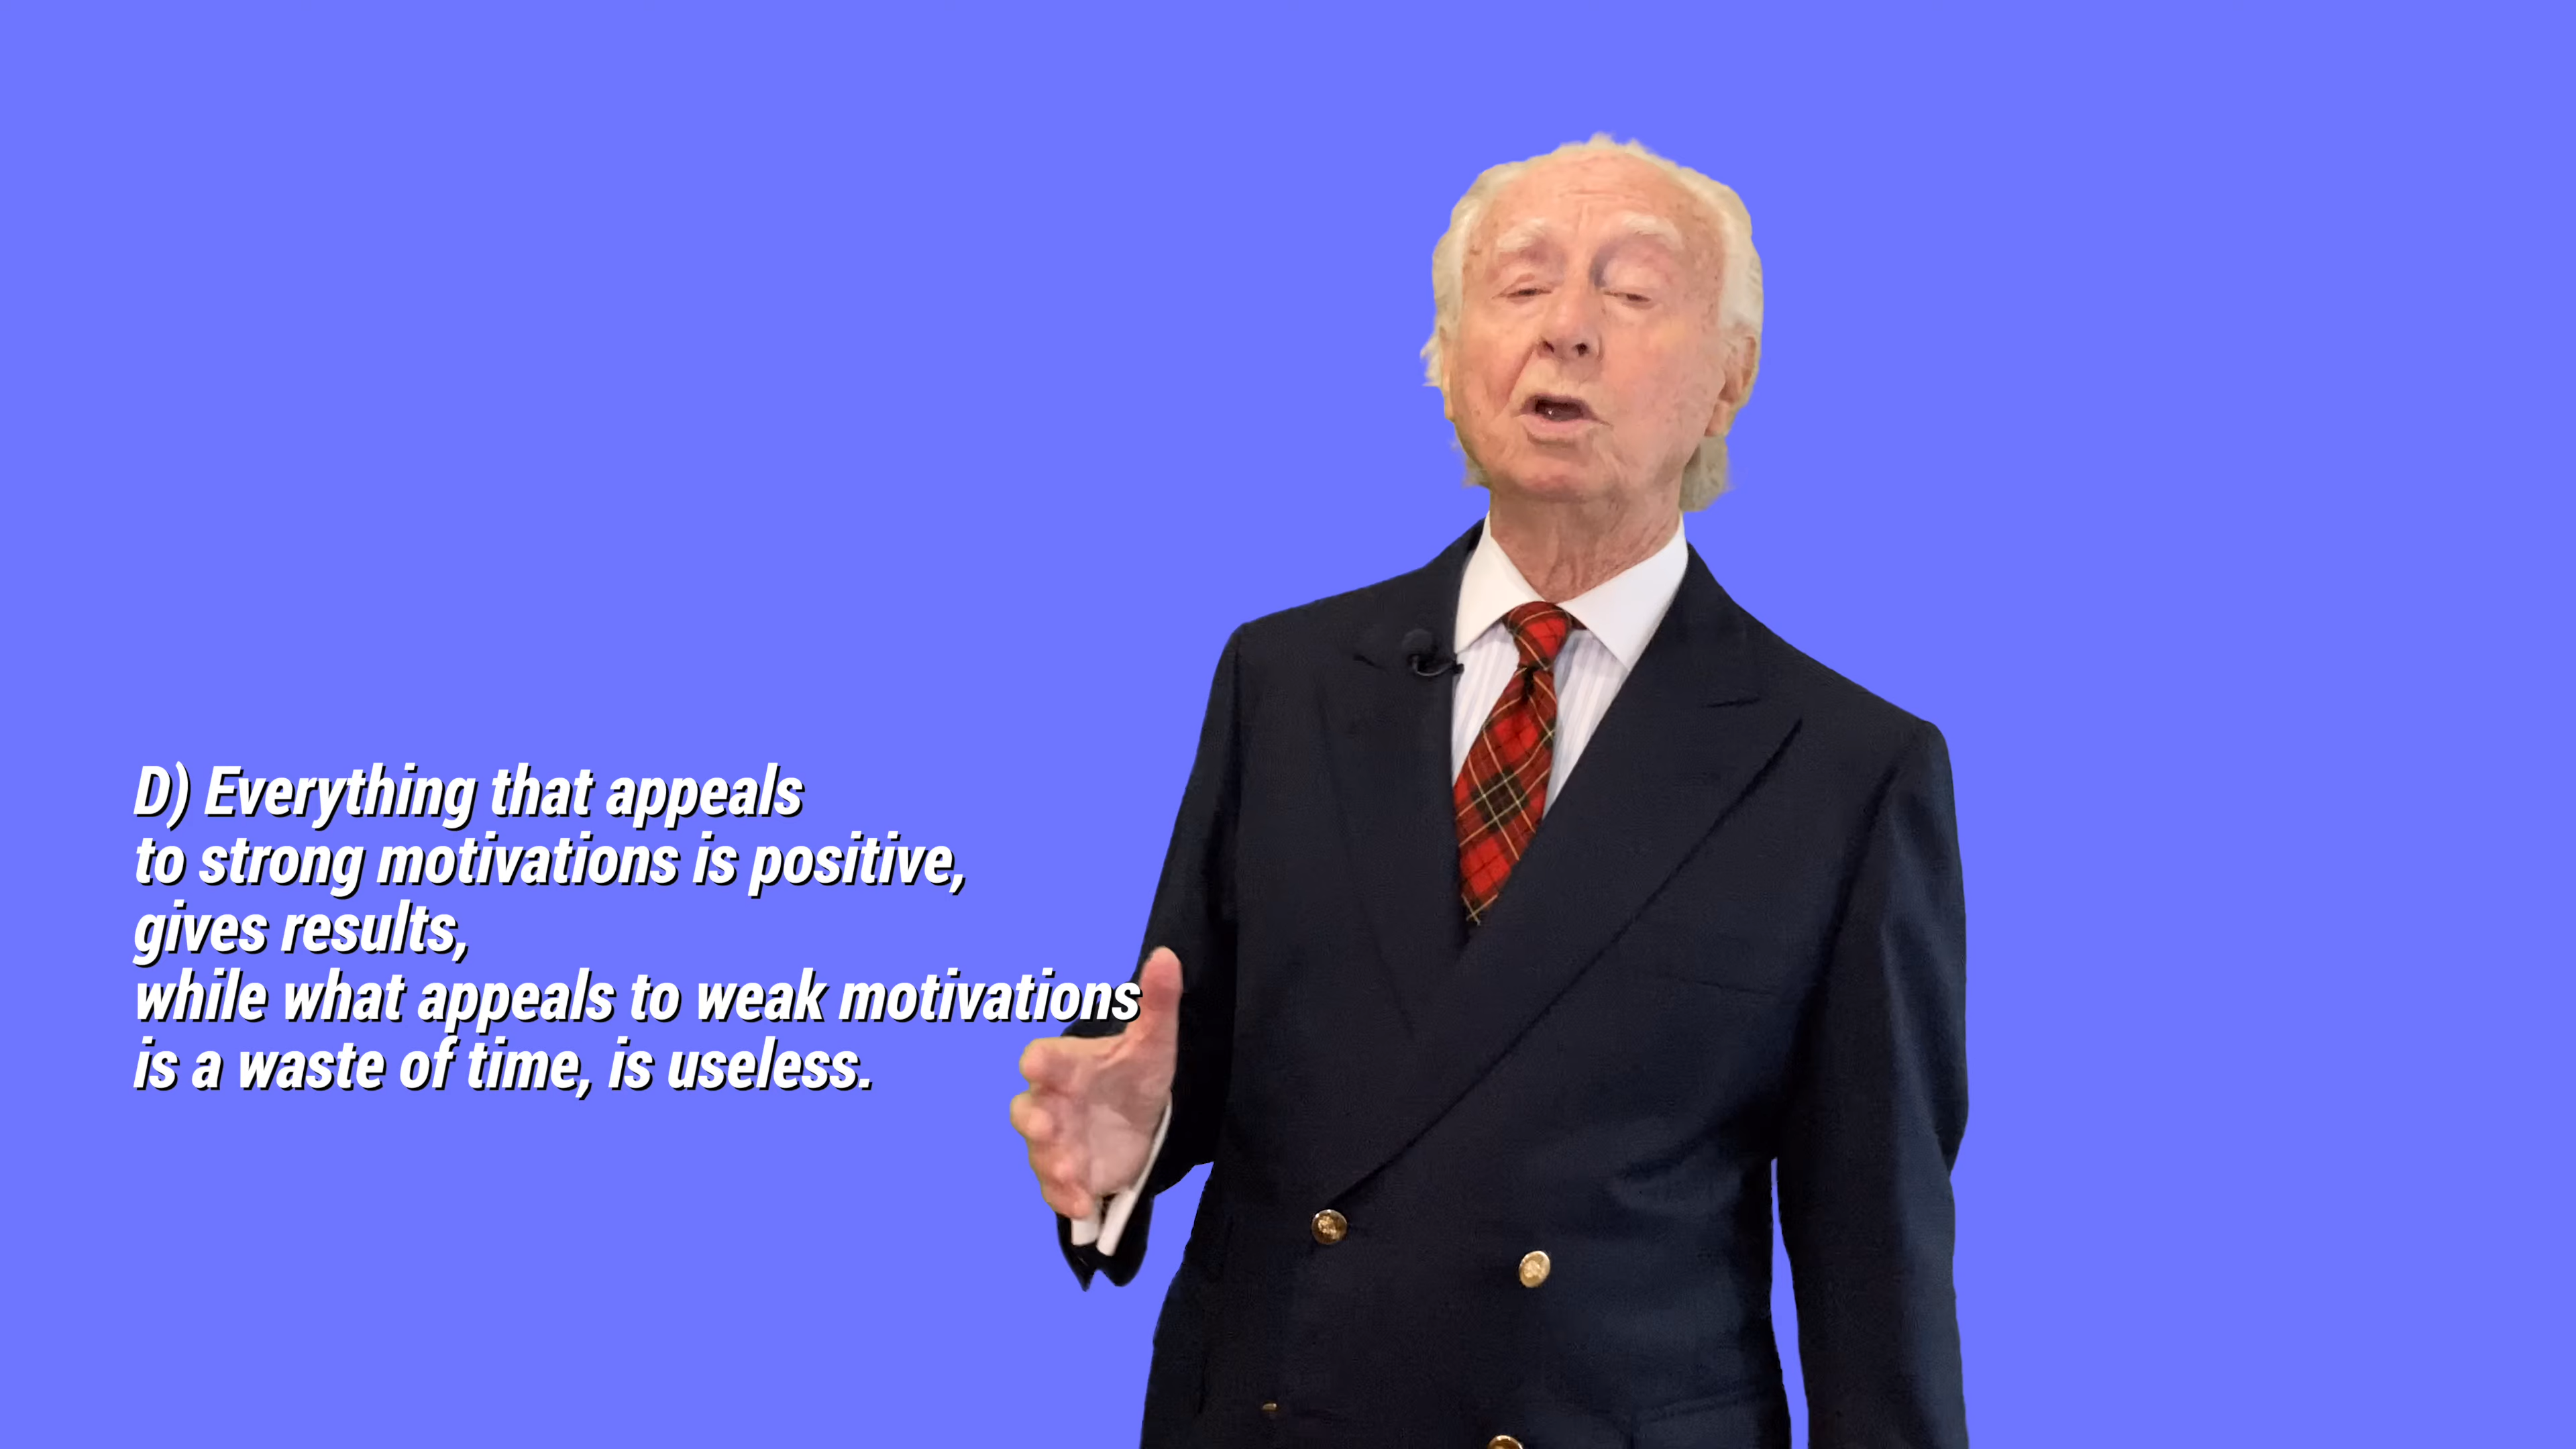 D) Everything that appeals
to strong motivations is positive,
gives results,
while what appeals to weak motivations
is a waste of time, is useless.